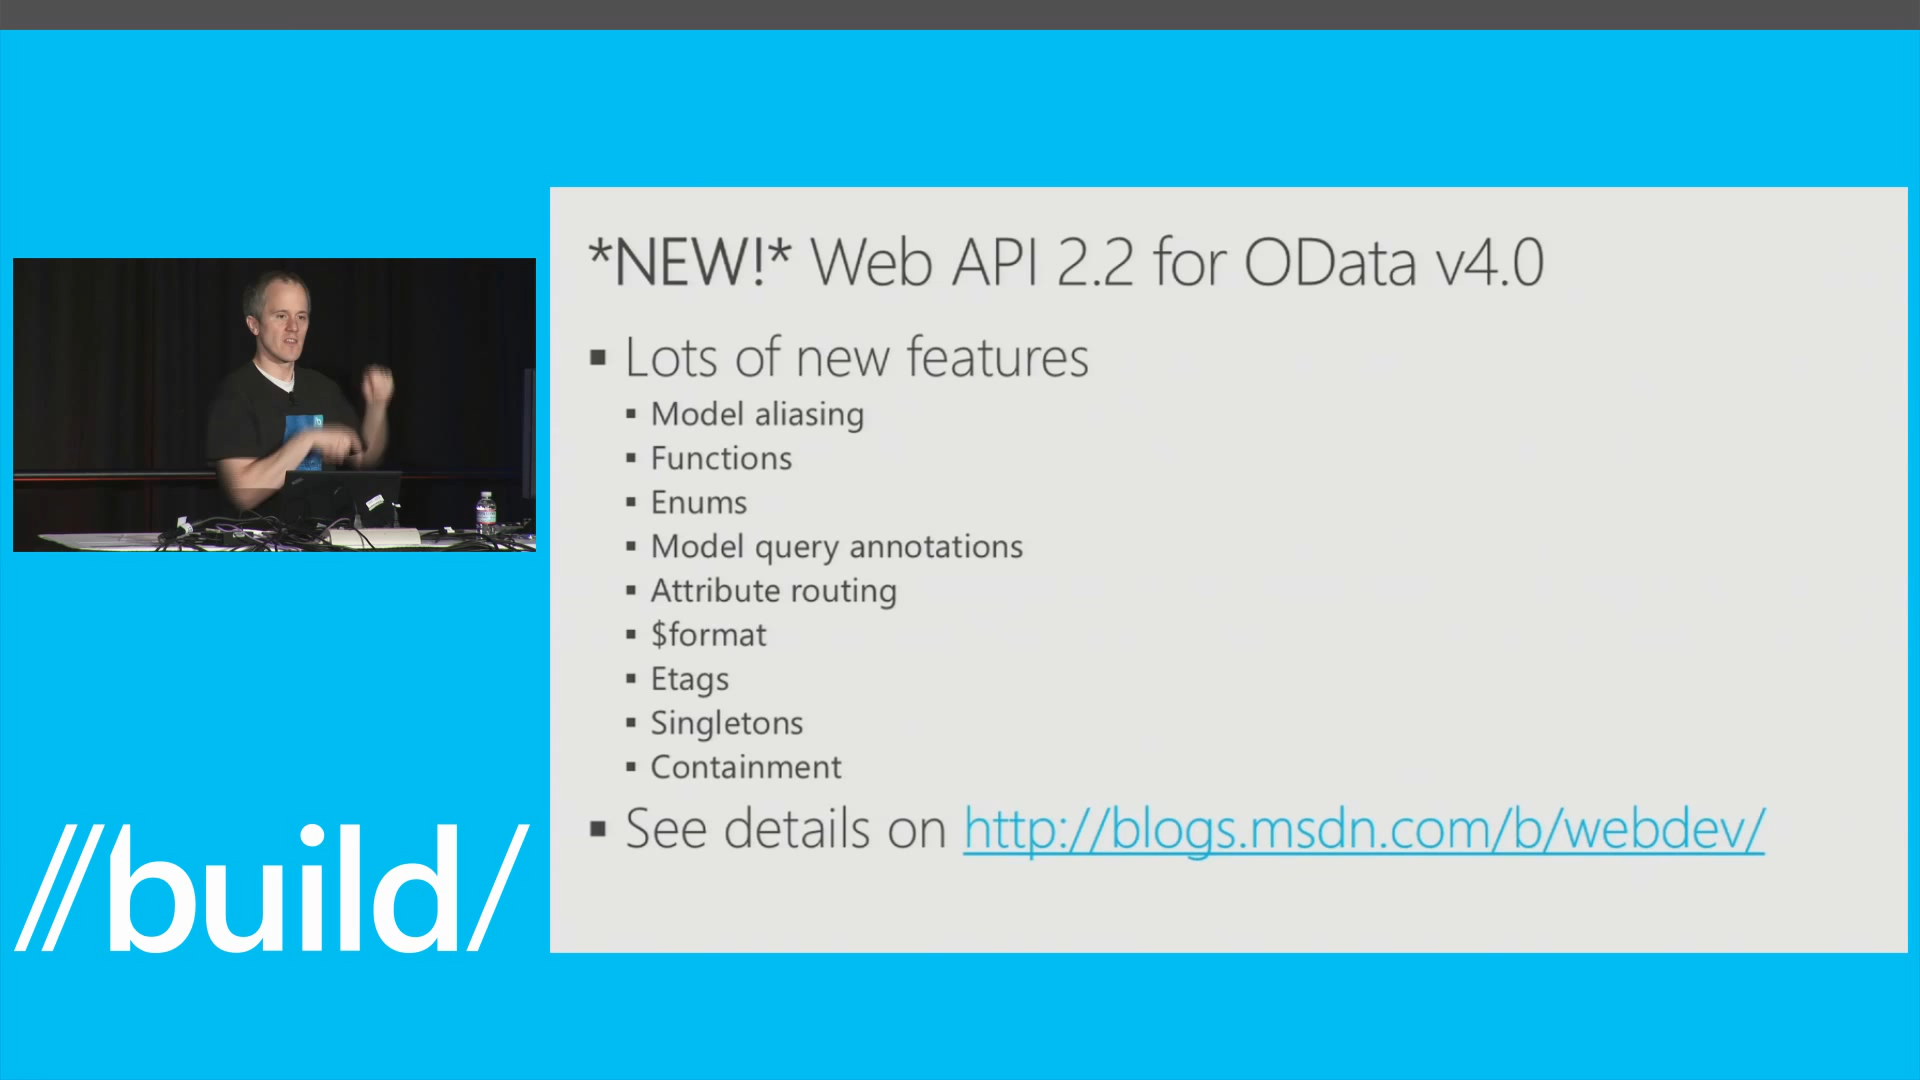 *NEW!* Web API 2.2 for OData v4.0
▪ Lots of new features
▪ Model aliasing
▪ Functions
▪ Enums
▪ Model query annotations
▪ Attribute routing
▪ $format
▪ Etags
▪ Singletons
▪ Containment
▪ See details on http://blogs.msdn.com/b/webdev/
//build/